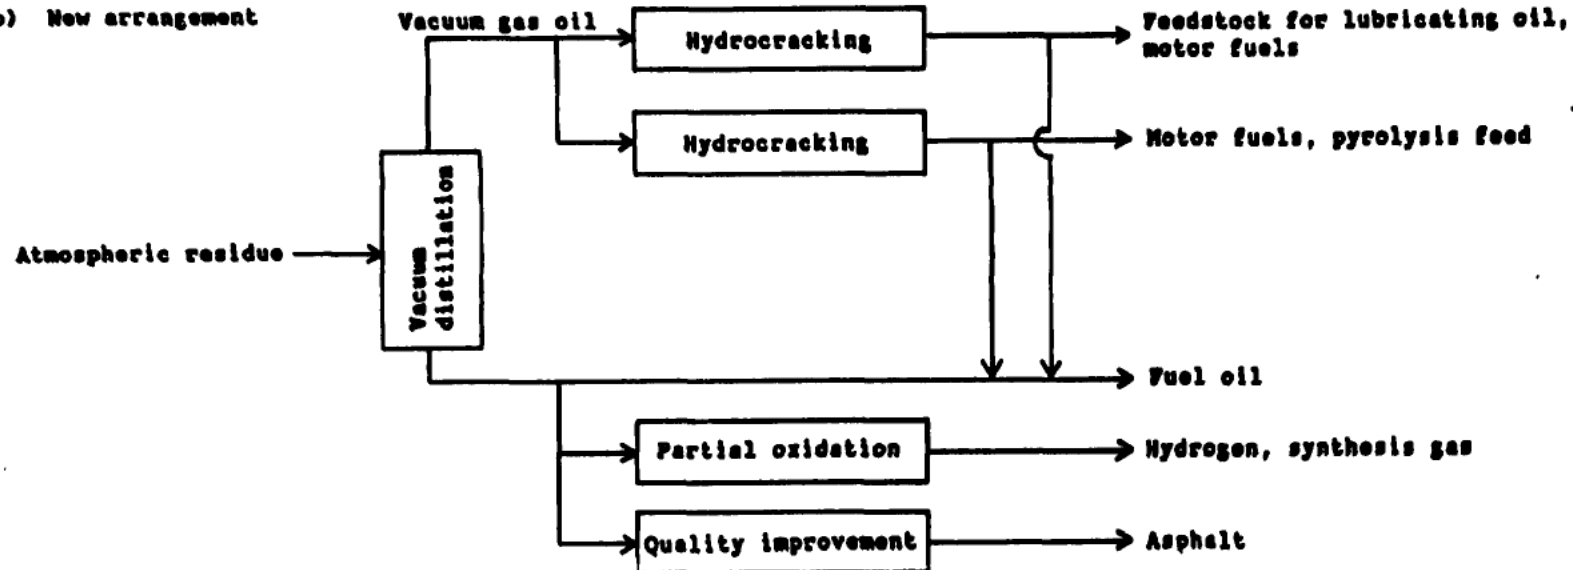 b) New arrangement
Vacuum gas oil
Hydrocracking
Feedstock for lubricating oil,
motor fuels
Hydrocracking
Motor fuels, pyrolysis feed
Vacuum
distillation
Atmospheric residue
Fuel oil
Partial oxidation
Hydrogen, synthesis gas
Quality improvement
Asphalt